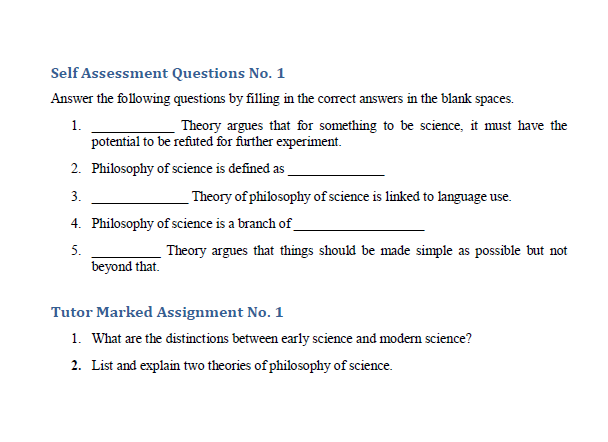 Self Assessment Questions No. 1
Answer the following questions by filling in the correct answers in the blank spaces.
1. ____________ Theory argues that for something to be science, it must have the
potential to be refuted for further experiment.
2. Philosophy of science is defined as ______________
3. ______________ Theory of philosophy of science is linked to language use.
4. Philosophy of science is a branch of ___________________
5. __________ Theory argues that things should be made simple as possible but not
beyond that.
Tutor Marked Assignment No. 1
1. What are the distinctions between early science and modern science?
2. List and explain two theories of philosophy of science.